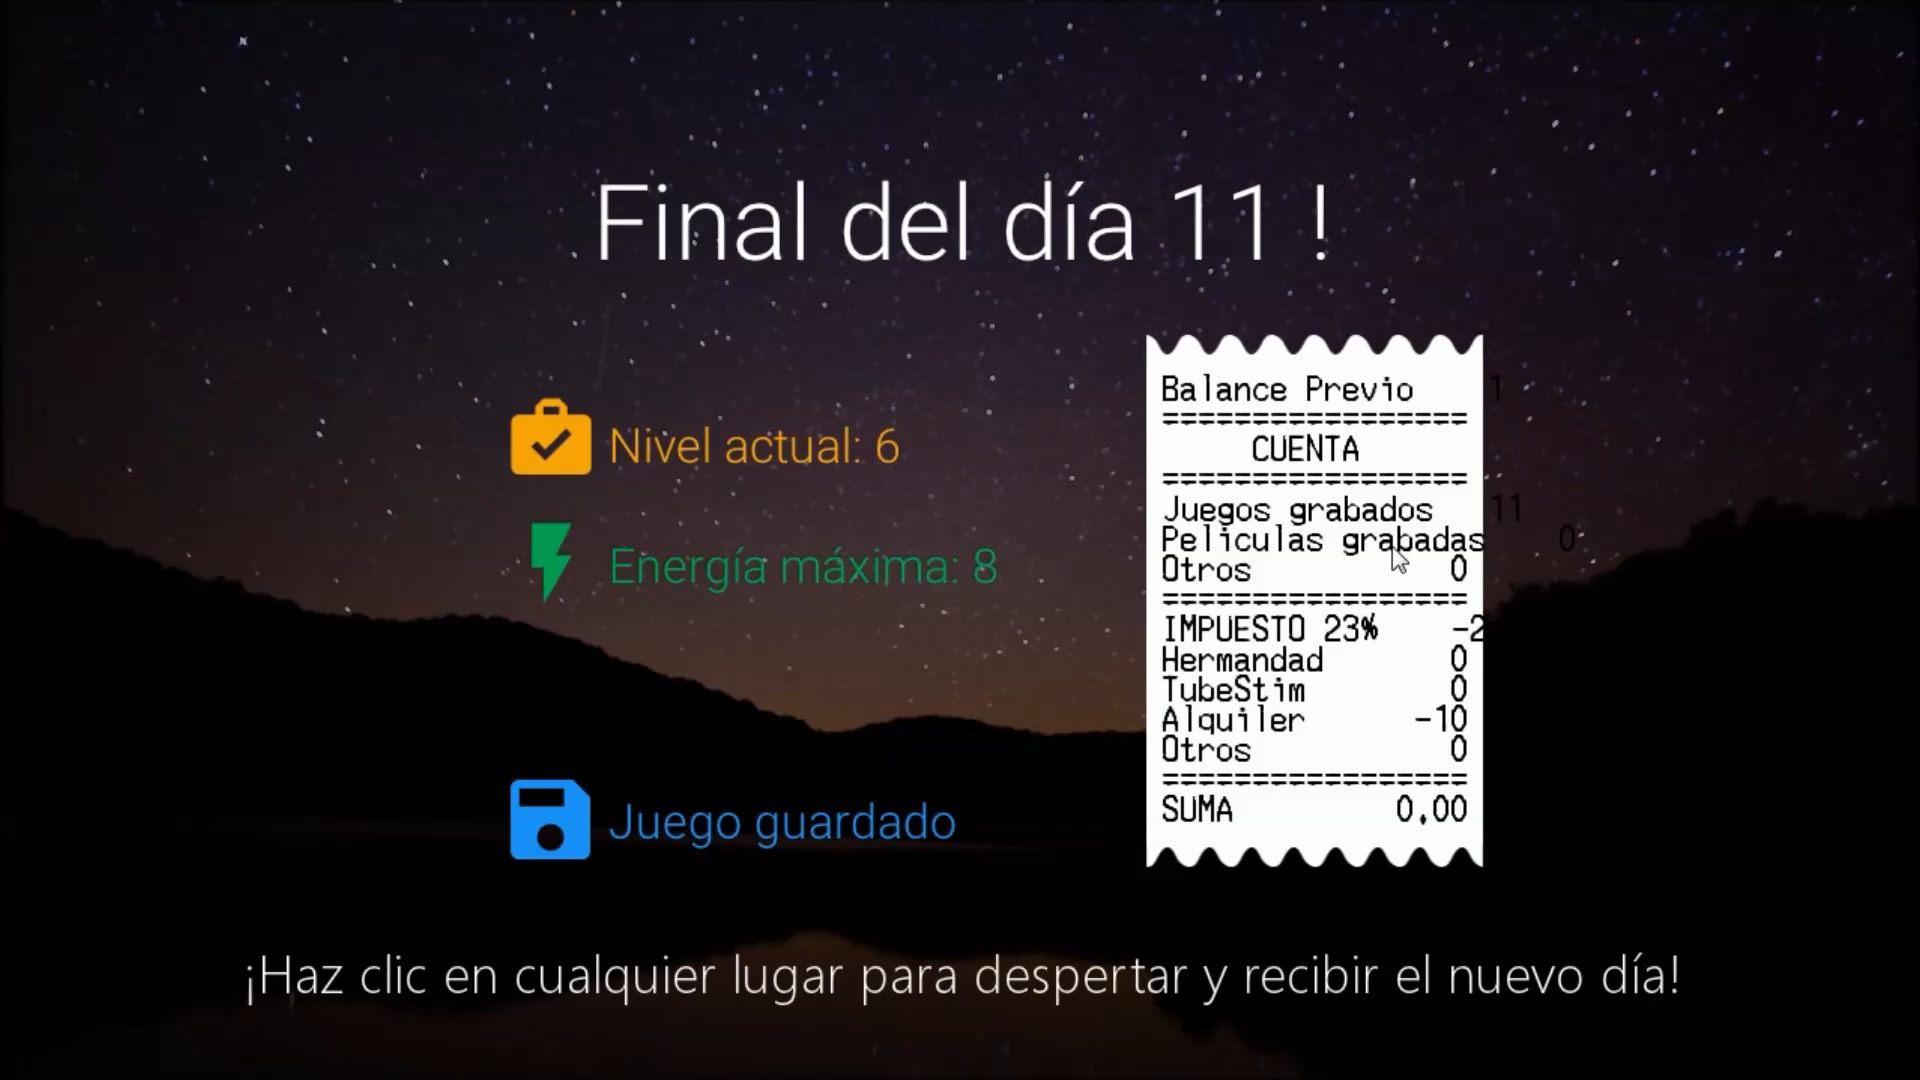 Final del día 11 !
Nivel actual: 6
Energía máxima: 8
Juego guardado
Balance Previo 1
=================
CUENTA
=================
Juegos grabados 11
Peliculas grabadas 0
Otros 0
=================
IMPUESTO 23% -2
Hermandad 0
TubeStim 0
Alquiler -10
Otros 0
=================
SUMA 0.00
¡Haz clic en cualquier lugar para despertar y recibir el nuevo día!